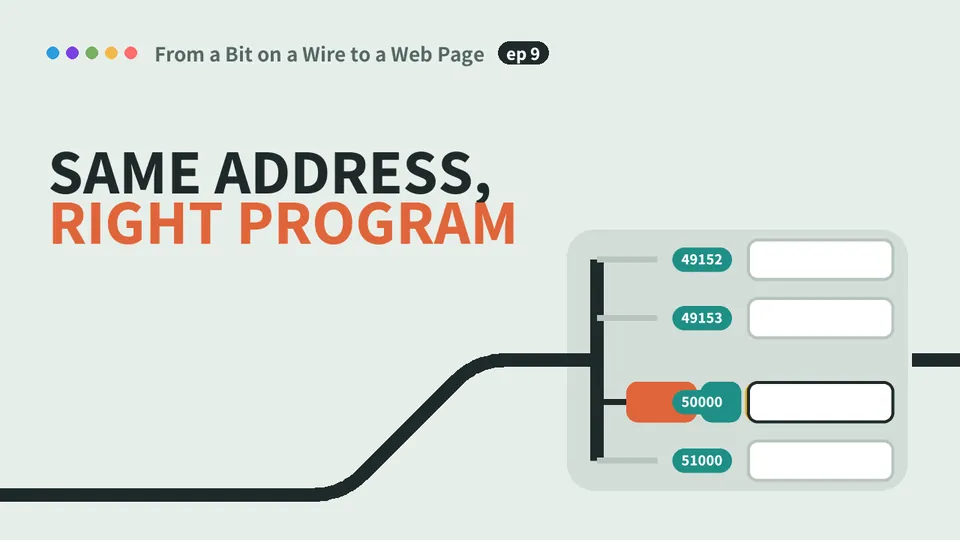 From a Bit on a Wire to a Web Page ep 9
SAME ADDRESS,
RIGHT PROGRAM
49152
49153
50000
51000